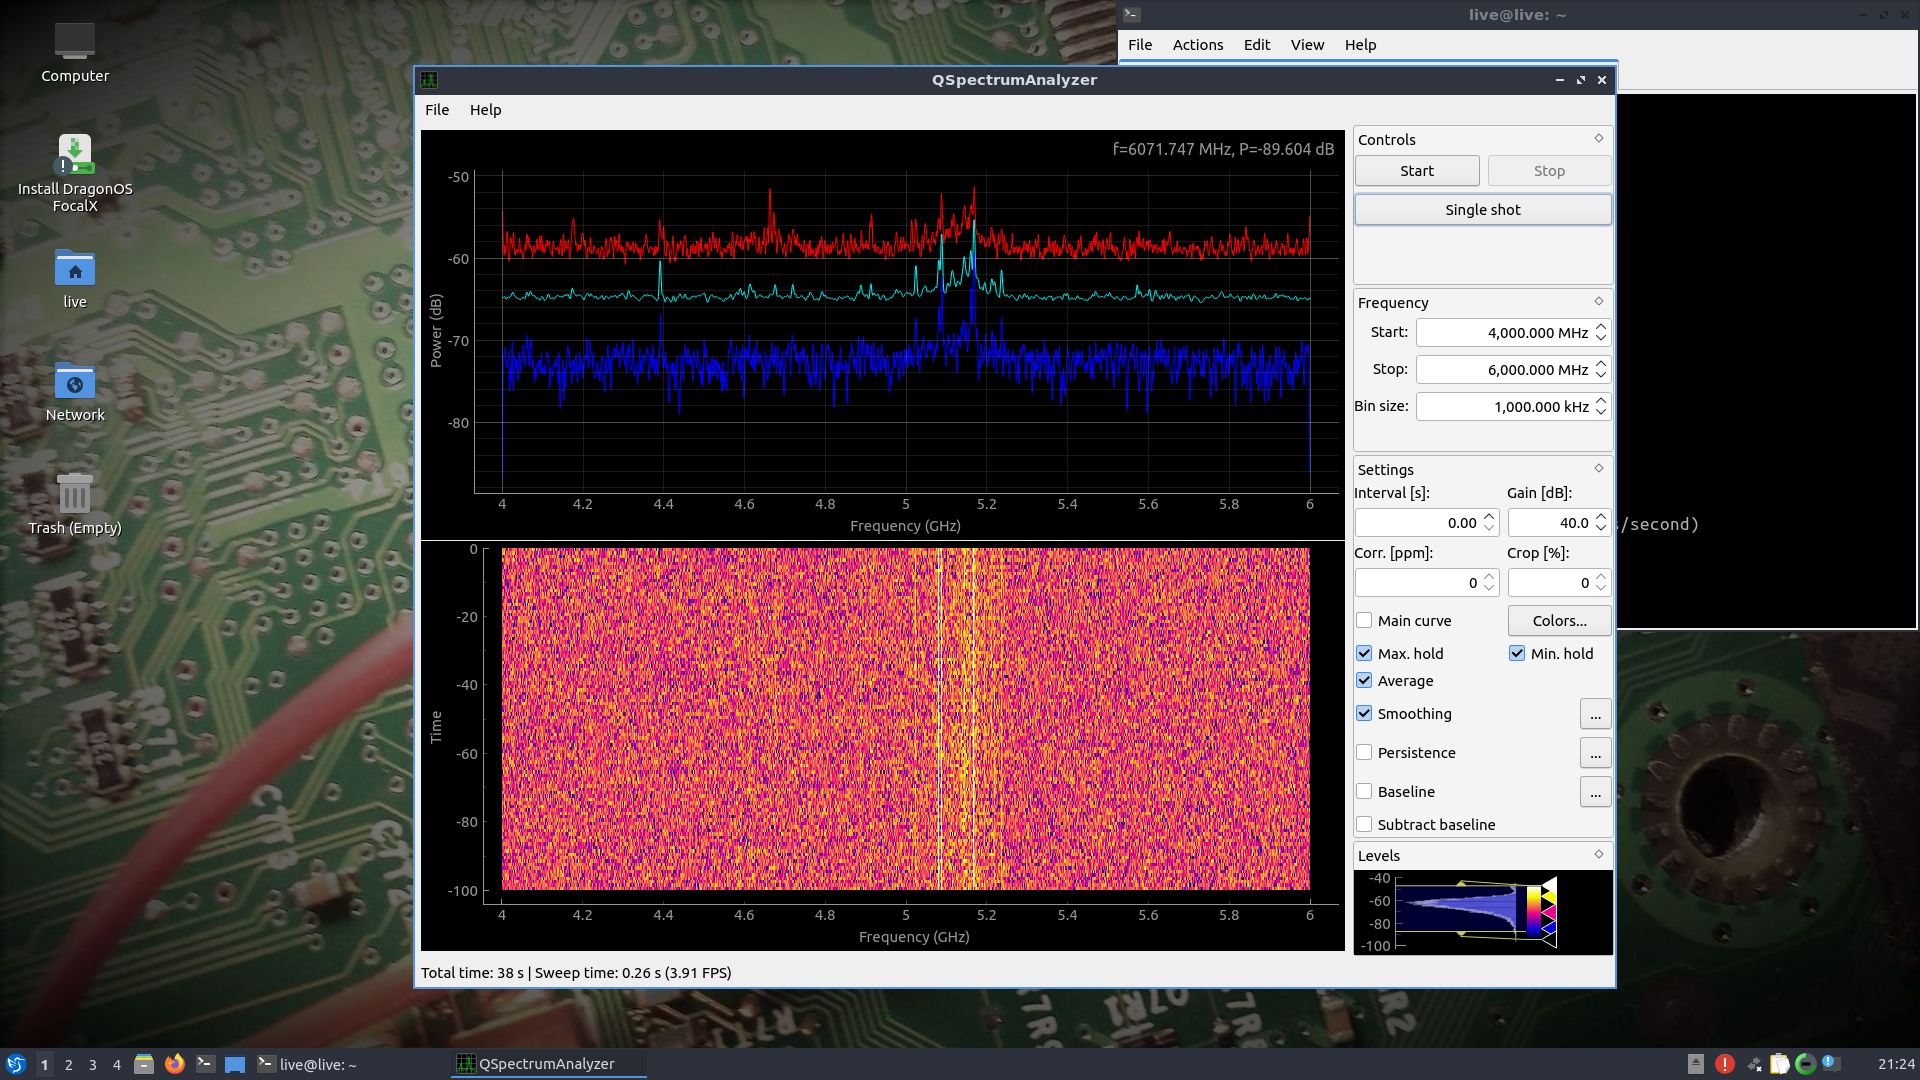 live@live: ~
File Actions Edit View Help
Computer
Install DragonOS
FocalX
live
Network
Trash (Empty)
QSpectrumAnalyzer
File Help
f=6071.747 MHz, P=-89.604 dB
-50
-60
-70
-80
Power (dB)
4 4.2 4.4 4.6 4.8 5 5.2 5.4 5.6 5.8 6
Frequency (GHz)
0
-20
-40
-60
-80
-100
Time
4 4.2 4.4 4.6 4.8 5 5.2 5.4 5.6 5.8 6
Frequency (GHz)
Total time: 38 s | Sweep time: 0.26 s (3.91 FPS)
Controls
Start Stop
Single shot
Frequency
Start: 4,000.000 MHz
Stop: 6,000.000 MHz
Bin size: 1,000.000 kHz
Settings
Interval [s]: Gain [dB]:
0.00 40.0
Corr. [ppm]: Crop [%]:
0 0
Main curve Colors...
Max. hold Min. hold
Average
Smoothing ...
Persistence ...
Baseline ...
Subtract baseline
Levels
-40
-60
-80
-100
/second)
1 2 3 4 live@live: ~ QSpectrumAnalyzer 21:24